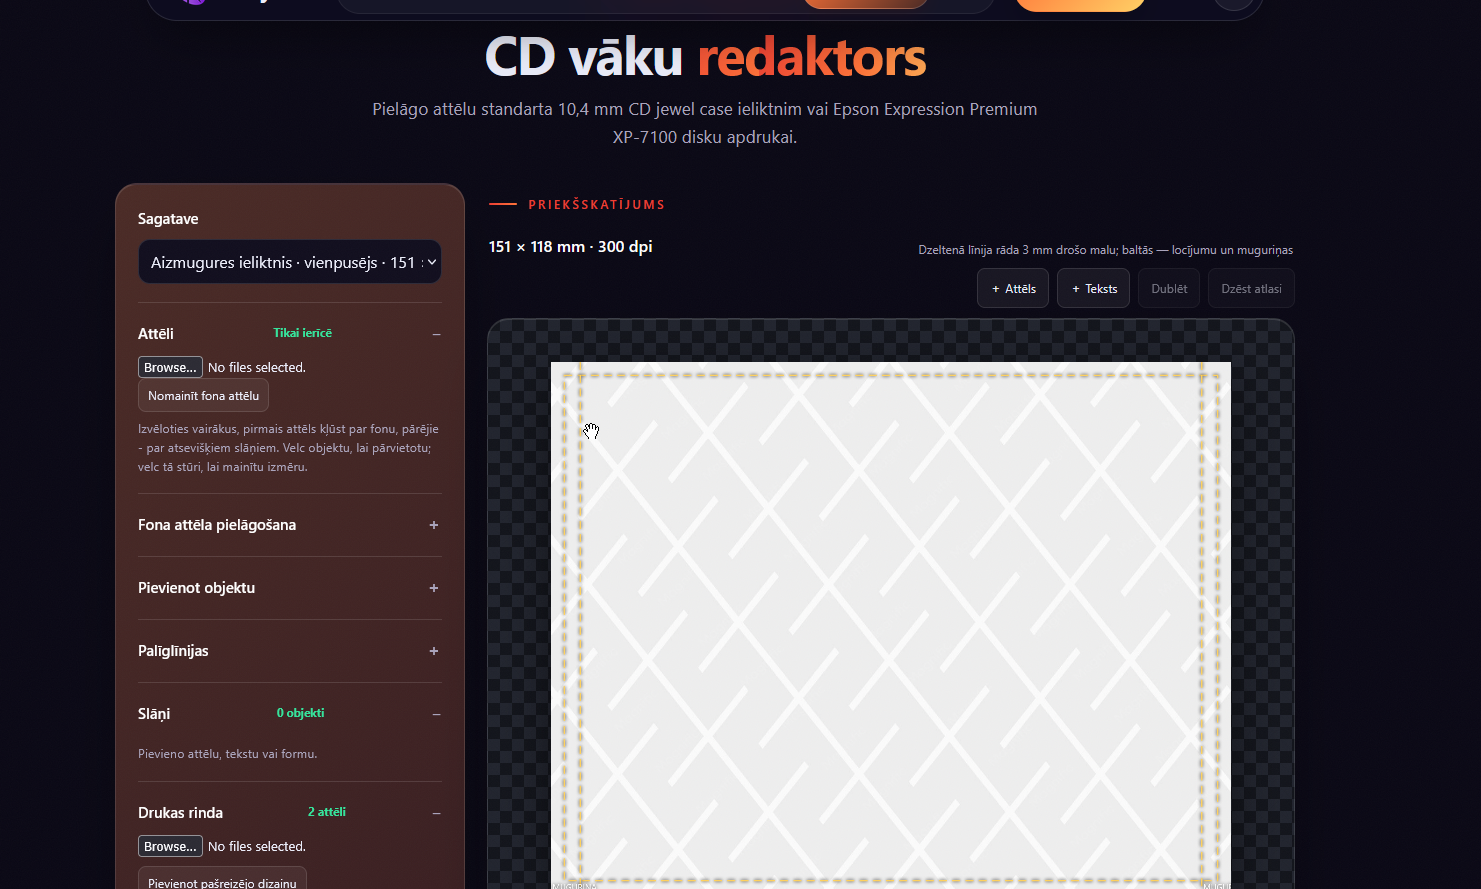 CD vāku redaktors
Pielāgo attēlu standarta 10,4 mm CD jewel case ieliktnim vai Epson Expression Premium
XP-7100 disku apdrukai.
Sagatave
Aizmugures ieliktnis · vienpusējs · 151
Attēli
Tikai ierīcē
Browse...
No files selected.
Nomainīt fona attēlu
Izvēloties vairākus, pirmais attēls kļūst par fonu, pārējie
- par atsevišķiem slāņiem. Velc objektu, lai pārvietotu;
velc tā stūri, lai mainītu izmēru.
Fona attēla pielāgošana
Pievienot objektu
Palīglīnijas
Slāņi
0 objekti
Pievieno attēlu, tekstu vai formu.
Drukas rinda
2 attēli
Browse...
No files selected.
Pievienot pašreizējo dizainu
PRIEKŠSKATĪJUMS
151 × 118 mm · 300 dpi
Dzeltenā līnija rāda 3 mm drošo malu; baltās — locījumu un muguriņas
+ Attēls
+ Teksts
Dublēt
Dzēst atlasi